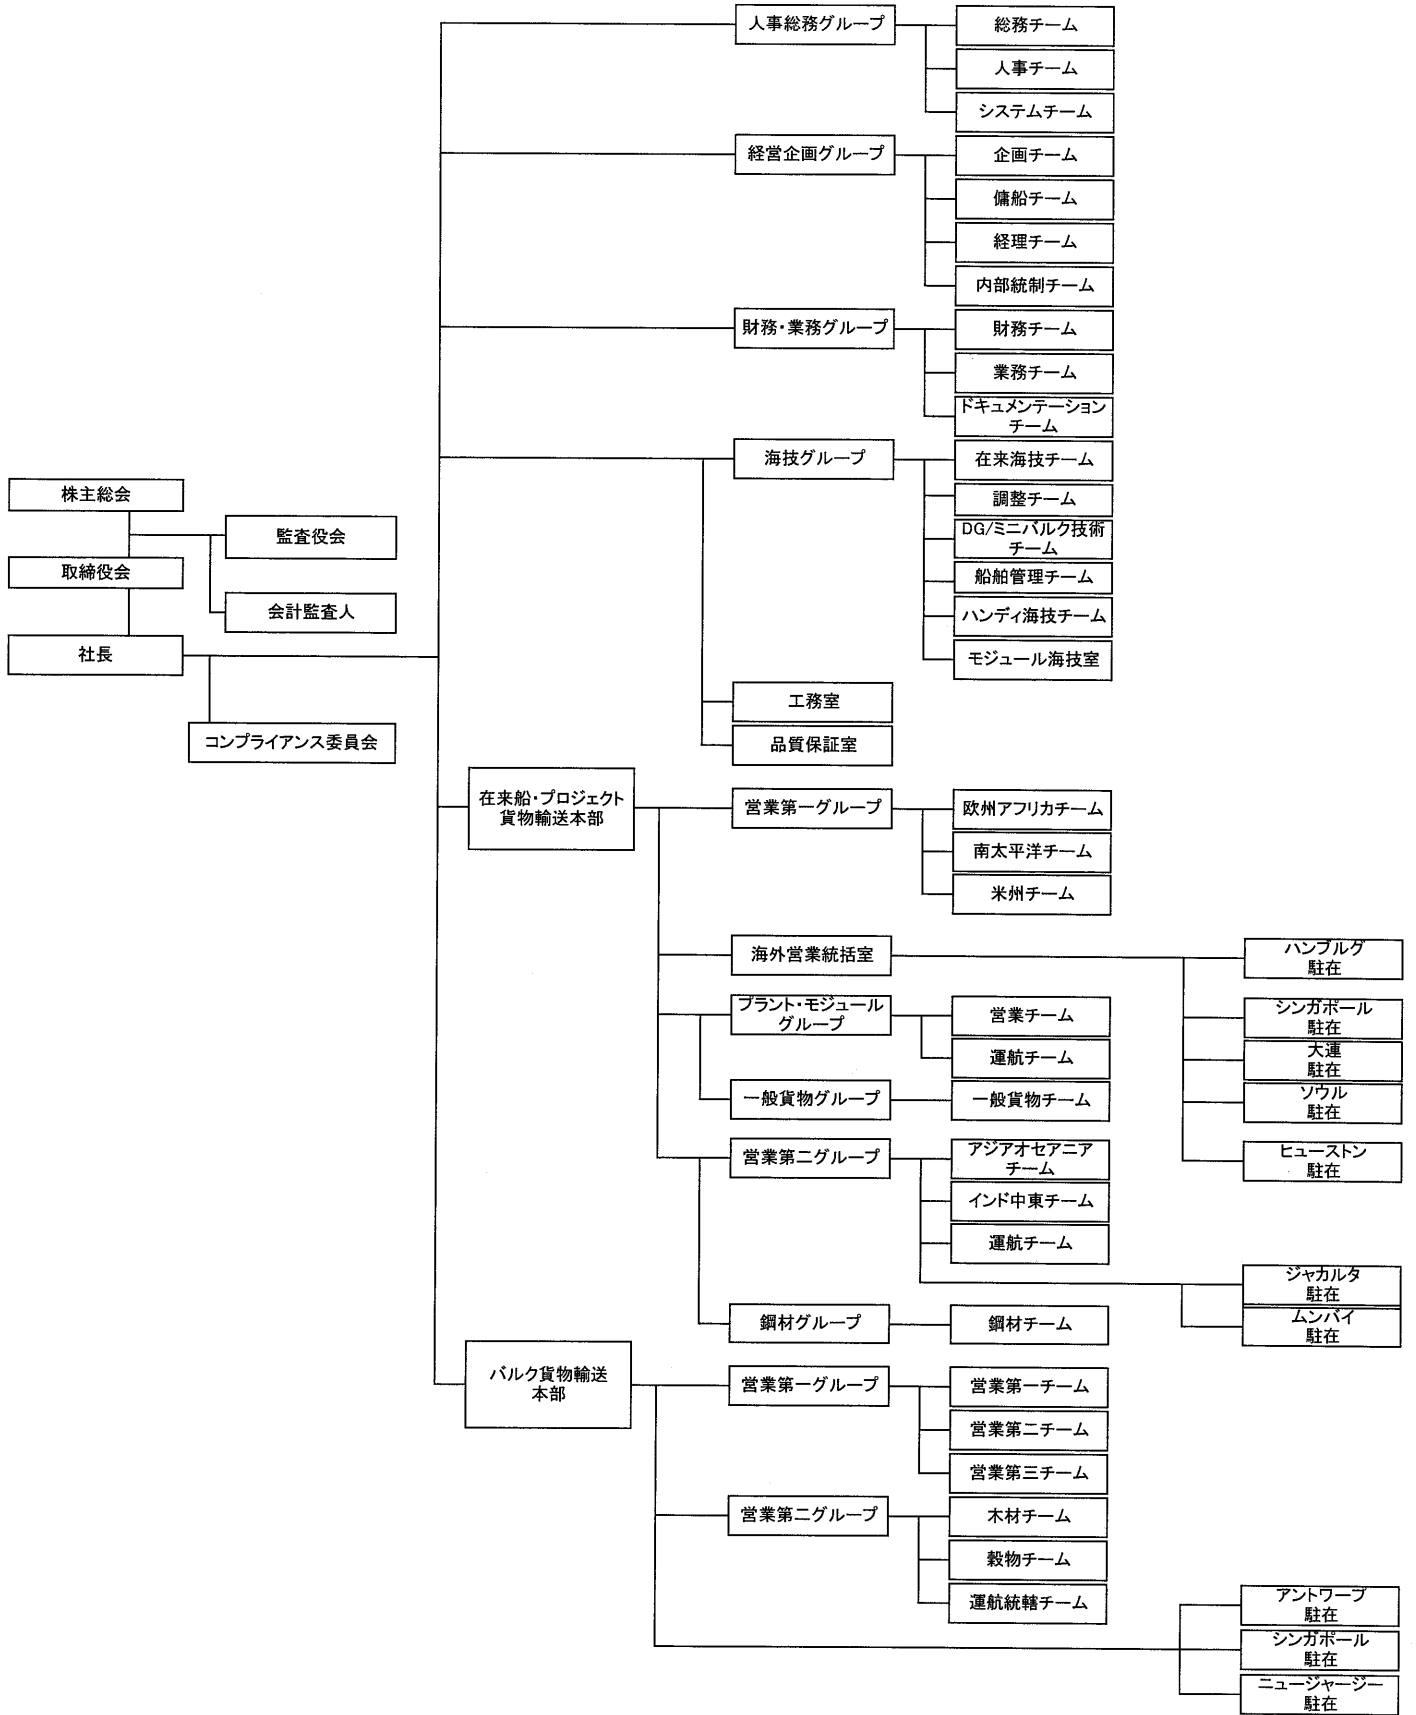 人事総務グループ
総務チーム
人事チーム
システムチーム
経営企画グループ
企画チーム
傭船チーム
経理チーム
内部統制チーム
財務・業務グループ
財務チーム
業務チーム
ドキュメンテーション
チーム
海技グループ
在来海技チーム
調整チーム
DG/ミニバルク技術
チーム
船舶管理チーム
ハンディ海技チーム
モジュール海技室
株主総会
監査役会
取締役会
会計監査人
社長
コンプライアンス委員会
工務室
品質保証室
在来船・プロジェクト
貨物輸送本部
営業第一グループ
欧州アフリカチーム
南太平洋チーム
米州チーム
海外営業統括室
ハンブルグ
駐在
シンガポール
駐在
大連
駐在
ソウル
駐在
ヒューストン
駐在
プラント・モジュール
グループ
営業チーム
運航チーム
一般貨物グループ
一般貨物チーム
営業第二グループ
アジアオセアニア
チーム
インド中東チーム
運航チーム
ジャカルタ
駐在
ムンバイ
駐在
鋼材グループ
鋼材チーム
バルク貨物輸送
本部
営業第一グループ
営業第一チーム
営業第二チーム
営業第三チーム
営業第二グループ
木材チーム
穀物チーム
運航統轄チーム
アントワープ
駐在
シンガポール
駐在
ニュージャージー
駐在